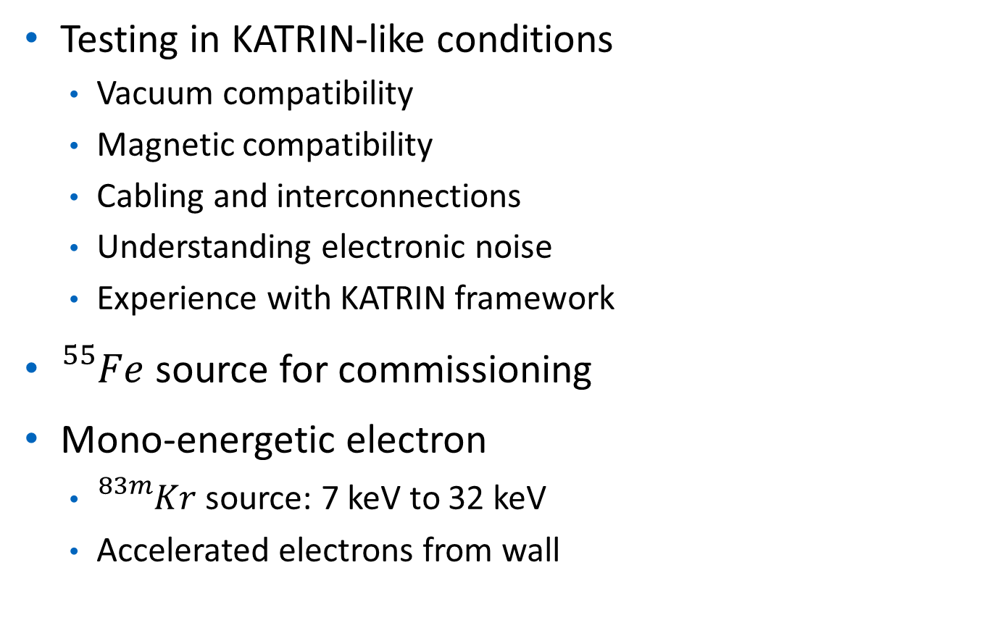 • Testing in KATRIN-like conditions
• Vacuum compatibility
• Magnetic compatibility
• Cabling and interconnections
• Understanding electronic noise
• Experience with KATRIN framework
• ⁵⁵Fe source for commissioning
• Mono-energetic electron
• ⁸³ᵐKr source: 7 keV to 32 keV
• Accelerated electrons from wall